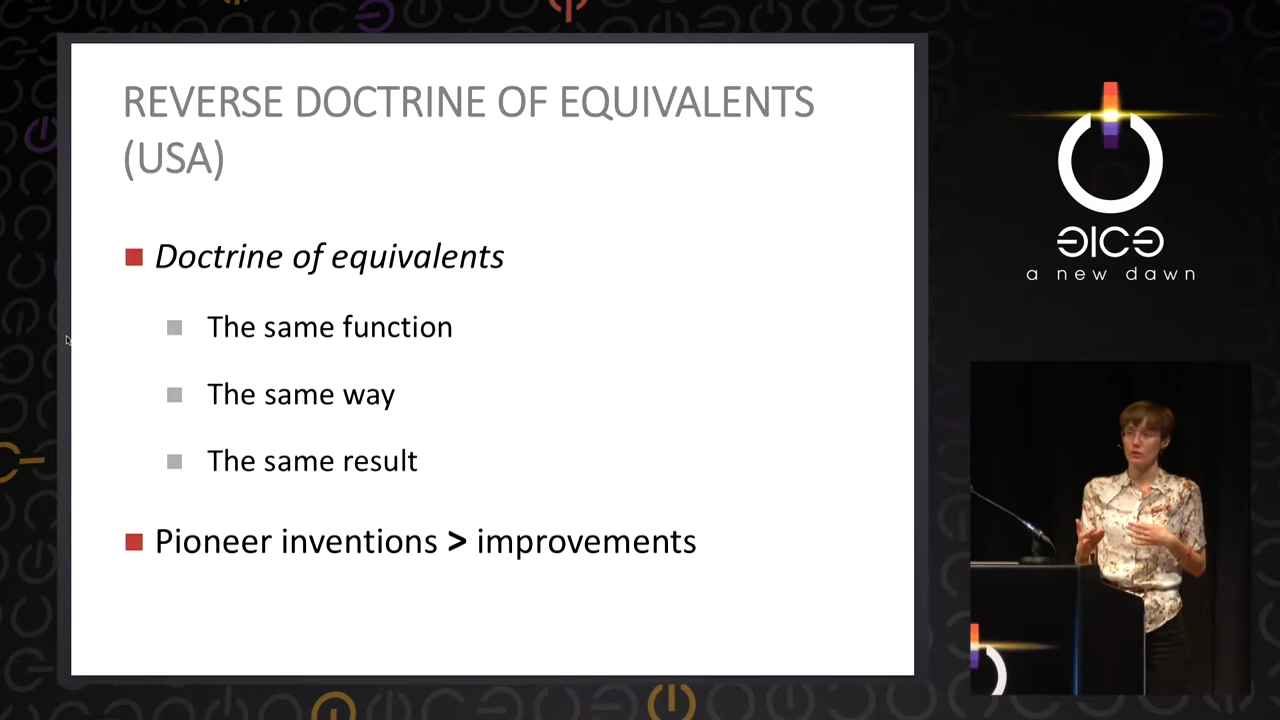 REVERSE DOCTRINE OF EQUIVALENTS
(USA)
Doctrine of equivalents
The same function
The same way
The same result
Pioneer inventions > improvements
a new dawn